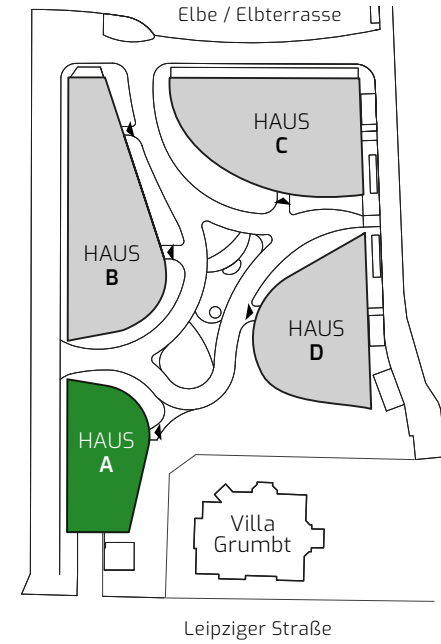 Elbe / Elbterrasse
HAUS
C
HAUS
B
HAUS
D
HAUS
A
Villa
Grumbt
Leipziger Straße